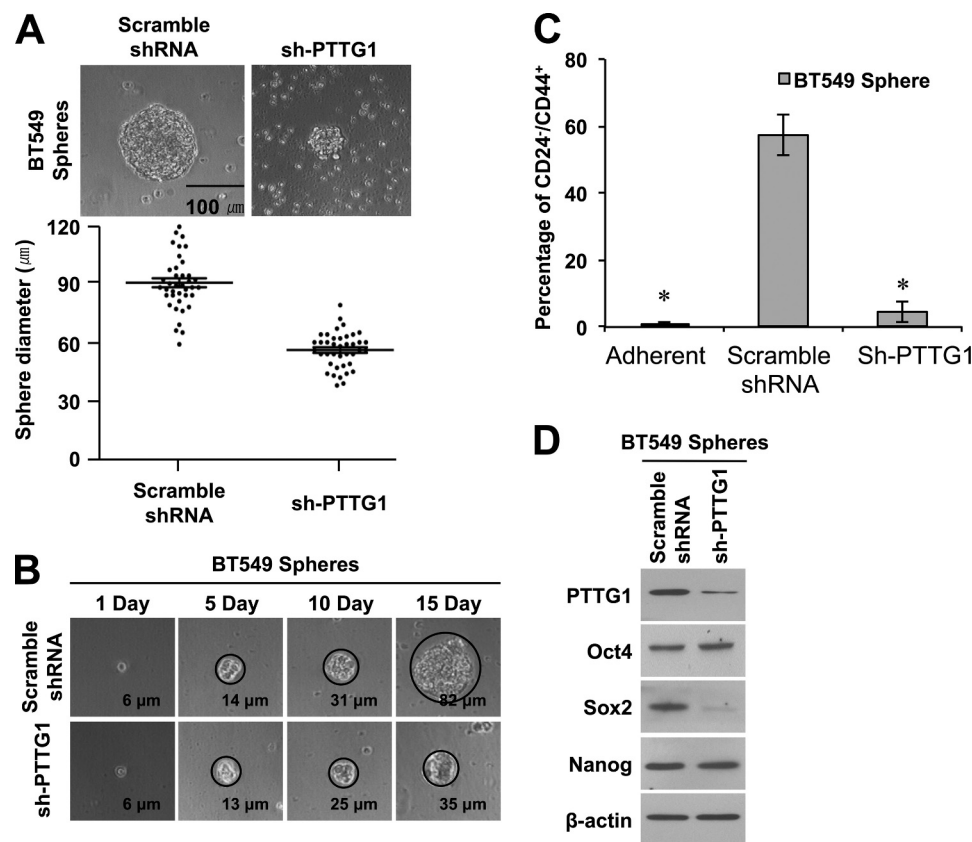 A
Scramble
shRNA
sh-PTTG1
BT549
Spheres
100 ㎛
Sphere diameter (㎛)
120
90
60
30
0
Scramble
shRNA
sh-PTTG1
B
BT549 Spheres
1 Day
5 Day
10 Day
15 Day
Scramble
shRNA
6 µm
14 µm
31 µm
82 µm
sh-PTTG1
6 µm
13 µm
25 µm
35 µm
C
Percentage of CD24⁻/CD44⁺
80
60
40
20
0
BT549 Sphere
*
*
Adherent
Scramble
shRNA
Sh-PTTG1
D
BT549 Spheres
Scramble
shRNA
sh-PTTG1
PTTG1
Oct4
Sox2
Nanog
β-actin